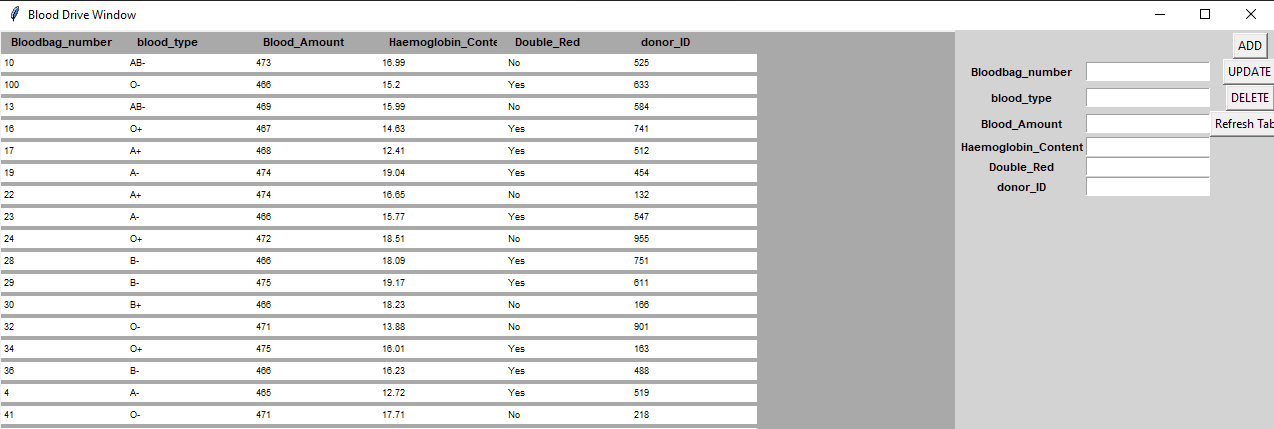 Blood Drive Window
Bloodbag_number blood_type Blood_Amount Haemoglobin_Conte Double_Red donor_ID
10 AB- 473 16.99 No 525
100 O- 466 15.2 Yes 633
13 AB- 469 15.99 No 584
16 O+ 467 14.63 Yes 741
17 A+ 468 12.41 Yes 512
19 A- 474 19.04 Yes 454
22 A+ 474 16.65 No 132
23 A- 466 15.77 Yes 547
24 O+ 472 18.51 No 955
28 B- 466 18.09 Yes 751
29 B- 475 19.17 Yes 611
30 B+ 466 18.23 No 166
32 O- 471 13.88 No 901
34 O+ 475 16.01 Yes 163
36 B- 466 16.23 Yes 488
4 A- 465 12.72 Yes 519
41 O- 471 17.71 No 218
ADD
Bloodbag_number UPDATE
blood_type DELETE
Blood_Amount Refresh Tab
Haemoglobin_Content
Double_Red
donor_ID